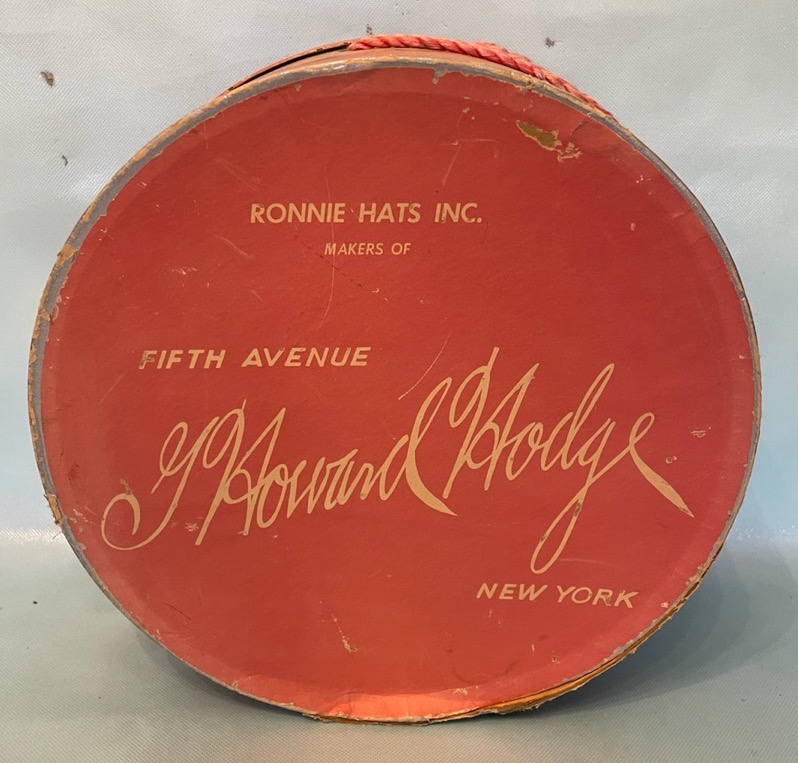 RONNIE HATS INC.
MAKERS OF
FIFTH AVENUE
G Howard Hodge
NEW YORK